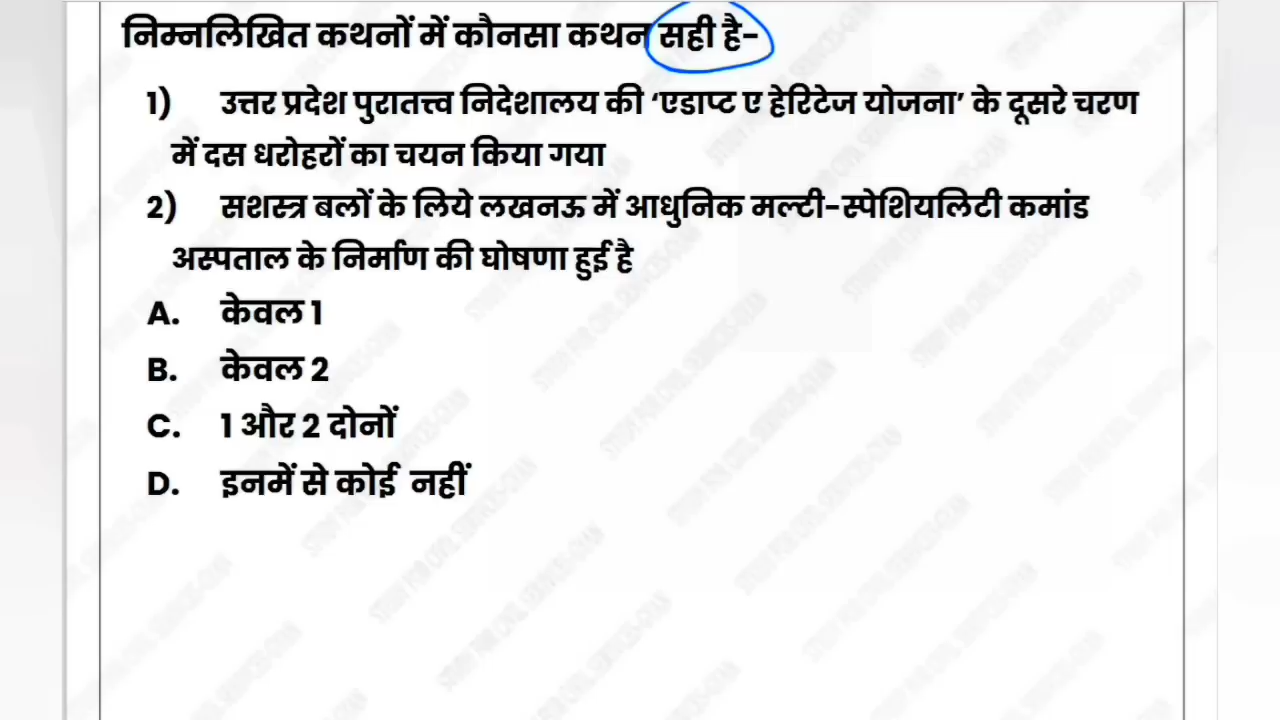 निम्नलिखित कथनों में कौनसा कथन सही है-
1) उत्तर प्रदेश पुरातत्त्व निदेशालय की ‘एडाप्ट ए हेरिटेज योजना’ के दूसरे चरण
में दस धरोहरों का चयन किया गया
2) सशस्त्र बलों के लिये लखनऊ में आधुनिक मल्टी-स्पेशियलिटी कमांड
अस्पताल के निर्माण की घोषणा हुई है
A. केवल 1
B. केवल 2
C. 1 और 2 दोनों
D. इनमें से कोई नहीं